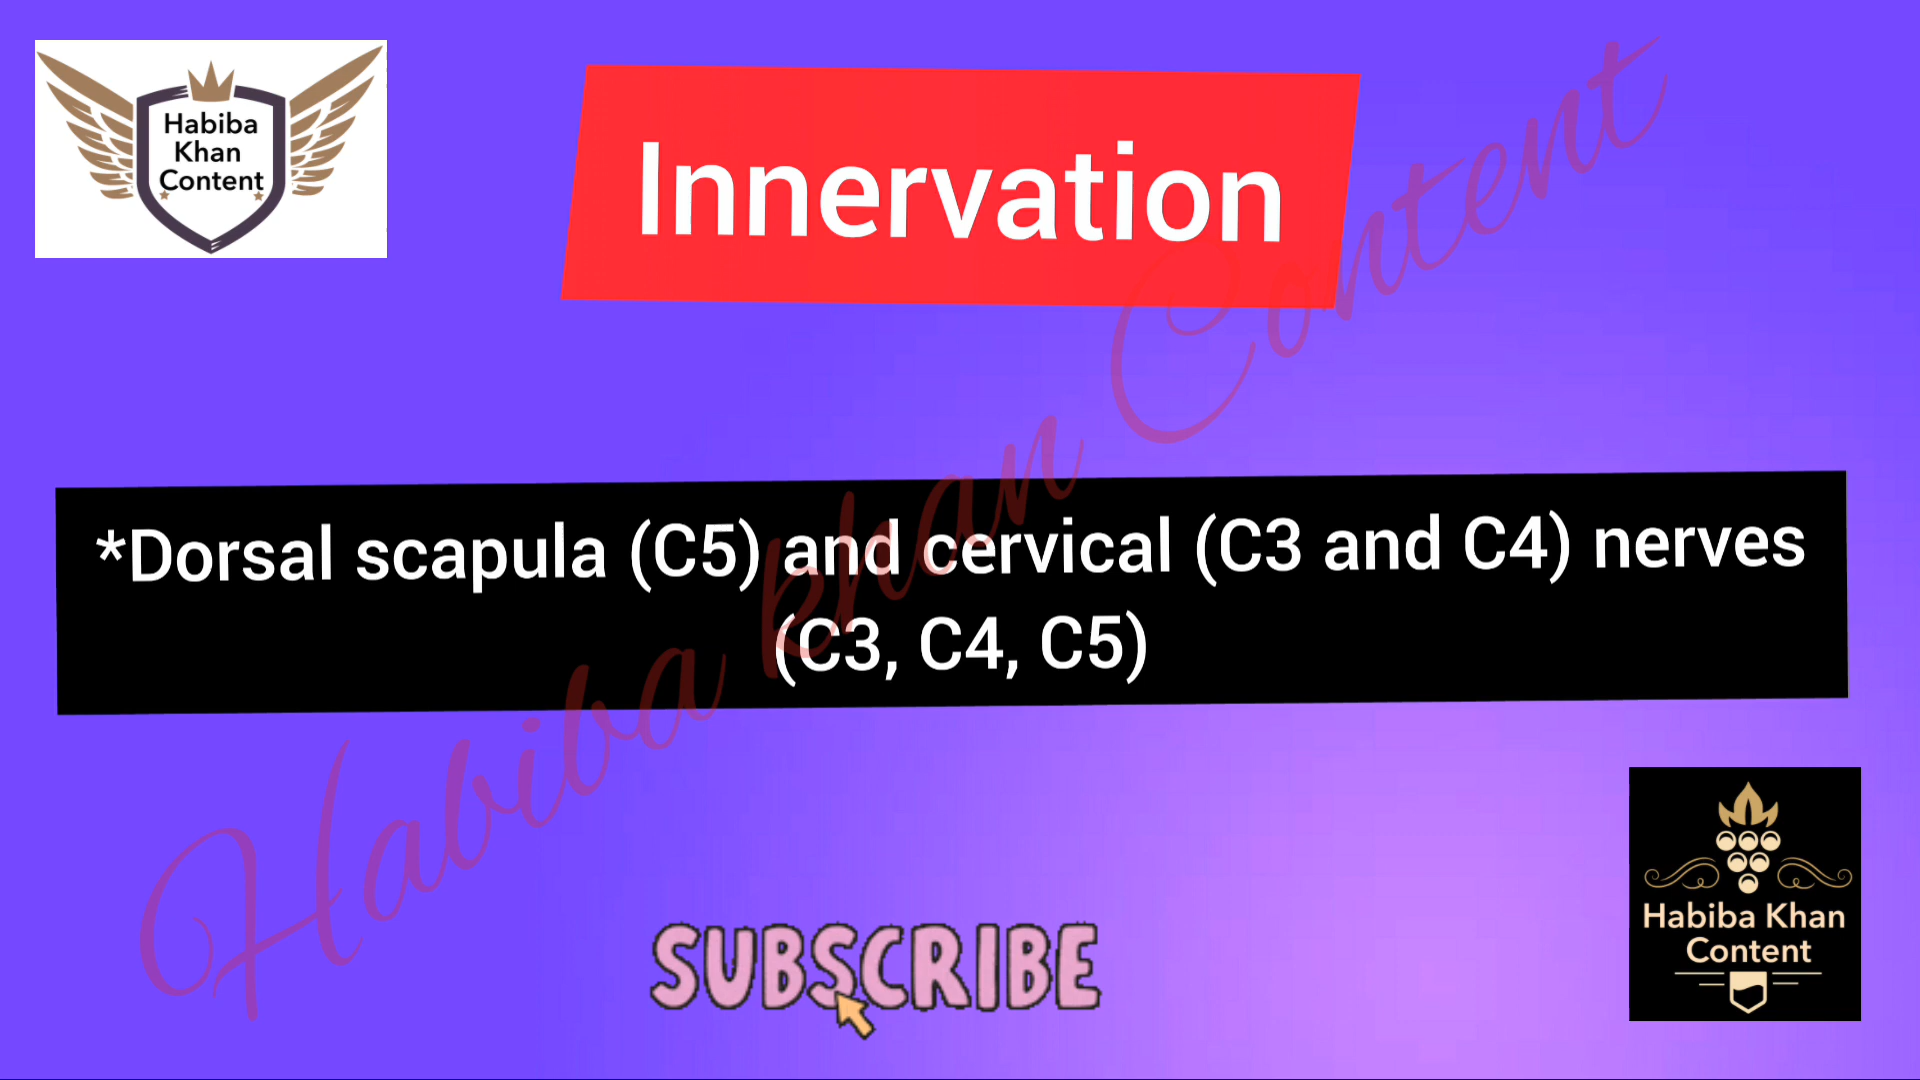 Habiba
Khan
Content
Innervation
*Dorsal scapula (C5) and cervical (C3 and C4) nerves
(C3, C4, C5)
Habiba khan Content
SUBSCRIBE
Habiba Khan
Content